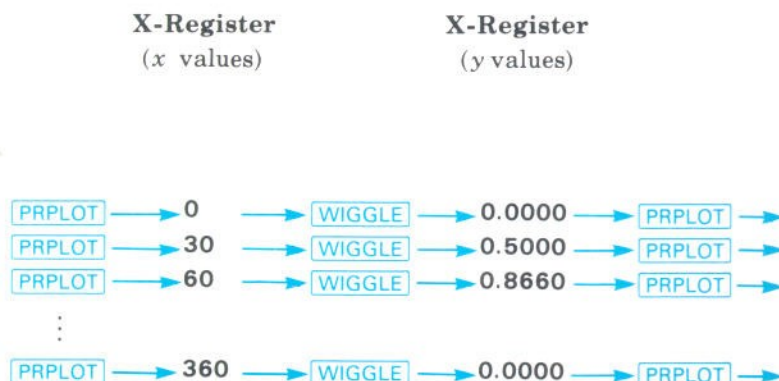 X-Register X-Register
(x values) (y values)
PRPLOT 0 WIGGLE 0.0000 PRPLOT
PRPLOT 30 WIGGLE 0.5000 PRPLOT
PRPLOT 60 WIGGLE 0.8660 PRPLOT
⋮
PRPLOT 360 WIGGLE 0.0000 PRPLOT